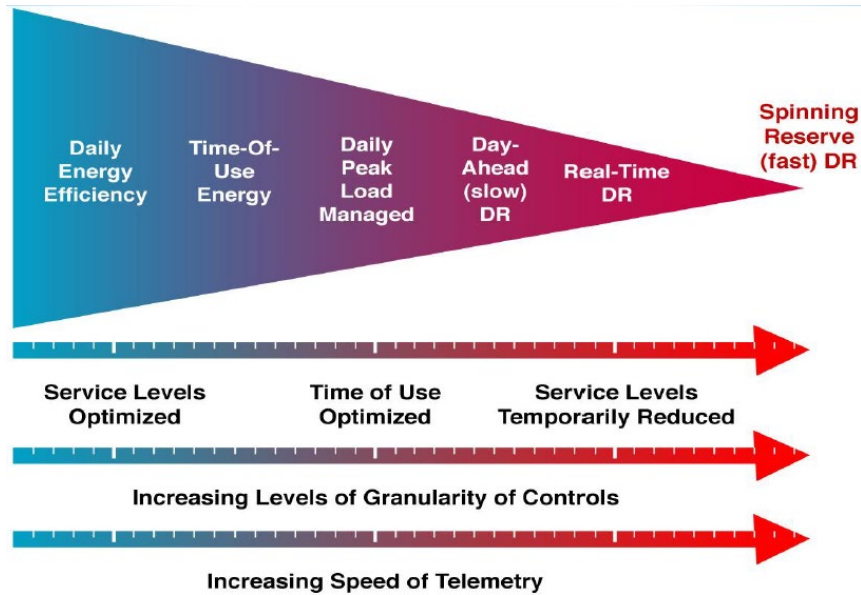 Daily
Energy
Efficiency
Time-Of-
Use
Energy
Daily
Peak
Load
Managed
Day-
Ahead
(slow)
DR
Real-Time
DR
Spinning
Reserve
(fast) DR
Service Levels
Optimized
Time of Use
Optimized
Service Levels
Temporarily Reduced
Increasing Levels of Granularity of Controls
Increasing Speed of Telemetry